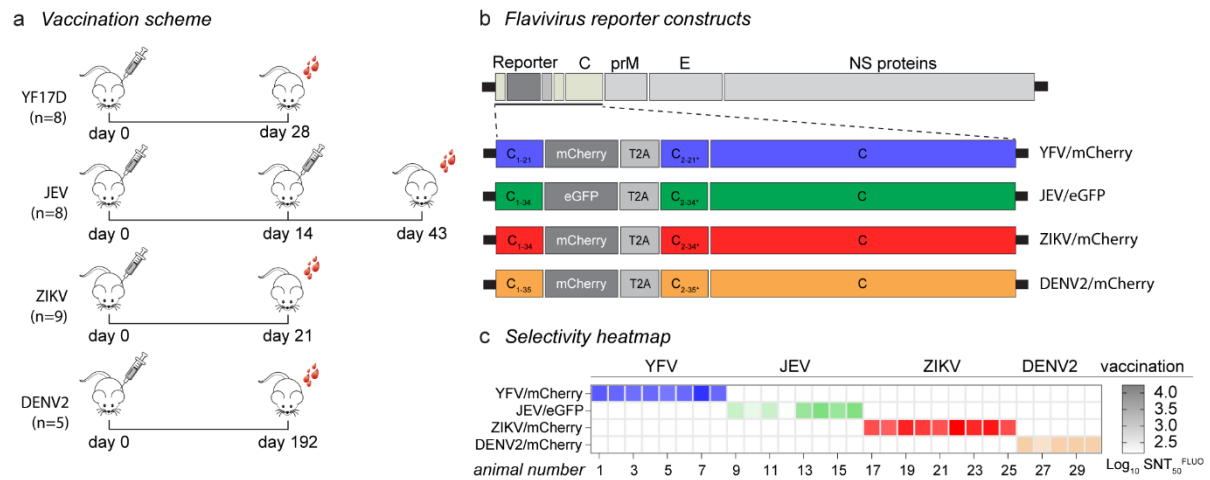 a Vaccination scheme
YF17D
(n=8)
day 0
day 28
JEV
(n=8)
day 0
day 14
day 43
ZIKV
(n=9)
day 0
day 21
DENV2
(n=5)
day 0
day 192
b Flavivirus reporter constructs
Reporter C prM E NS proteins
C1-21 mCherry T2A C2-21* C YFV/mCherry
C1-34 eGFP T2A C2-34* C JEV/eGFP
C1-34 mCherry T2A C2-34* C ZIKV/mCherry
C1-35 mCherry T2A C2-35* C DENV2/mCherry
c Selectivity heatmap
YFV JEV ZIKV DENV2 vaccination
YFV/mCherry
JEV/eGFP
ZIKV/mCherry
DENV2/mCherry
4.0
3.5
3.0
2.5
animal number 1 3 5 7 9 11 13 15 17 19 21 23 25 27 29
Log10 SNT50FLUO